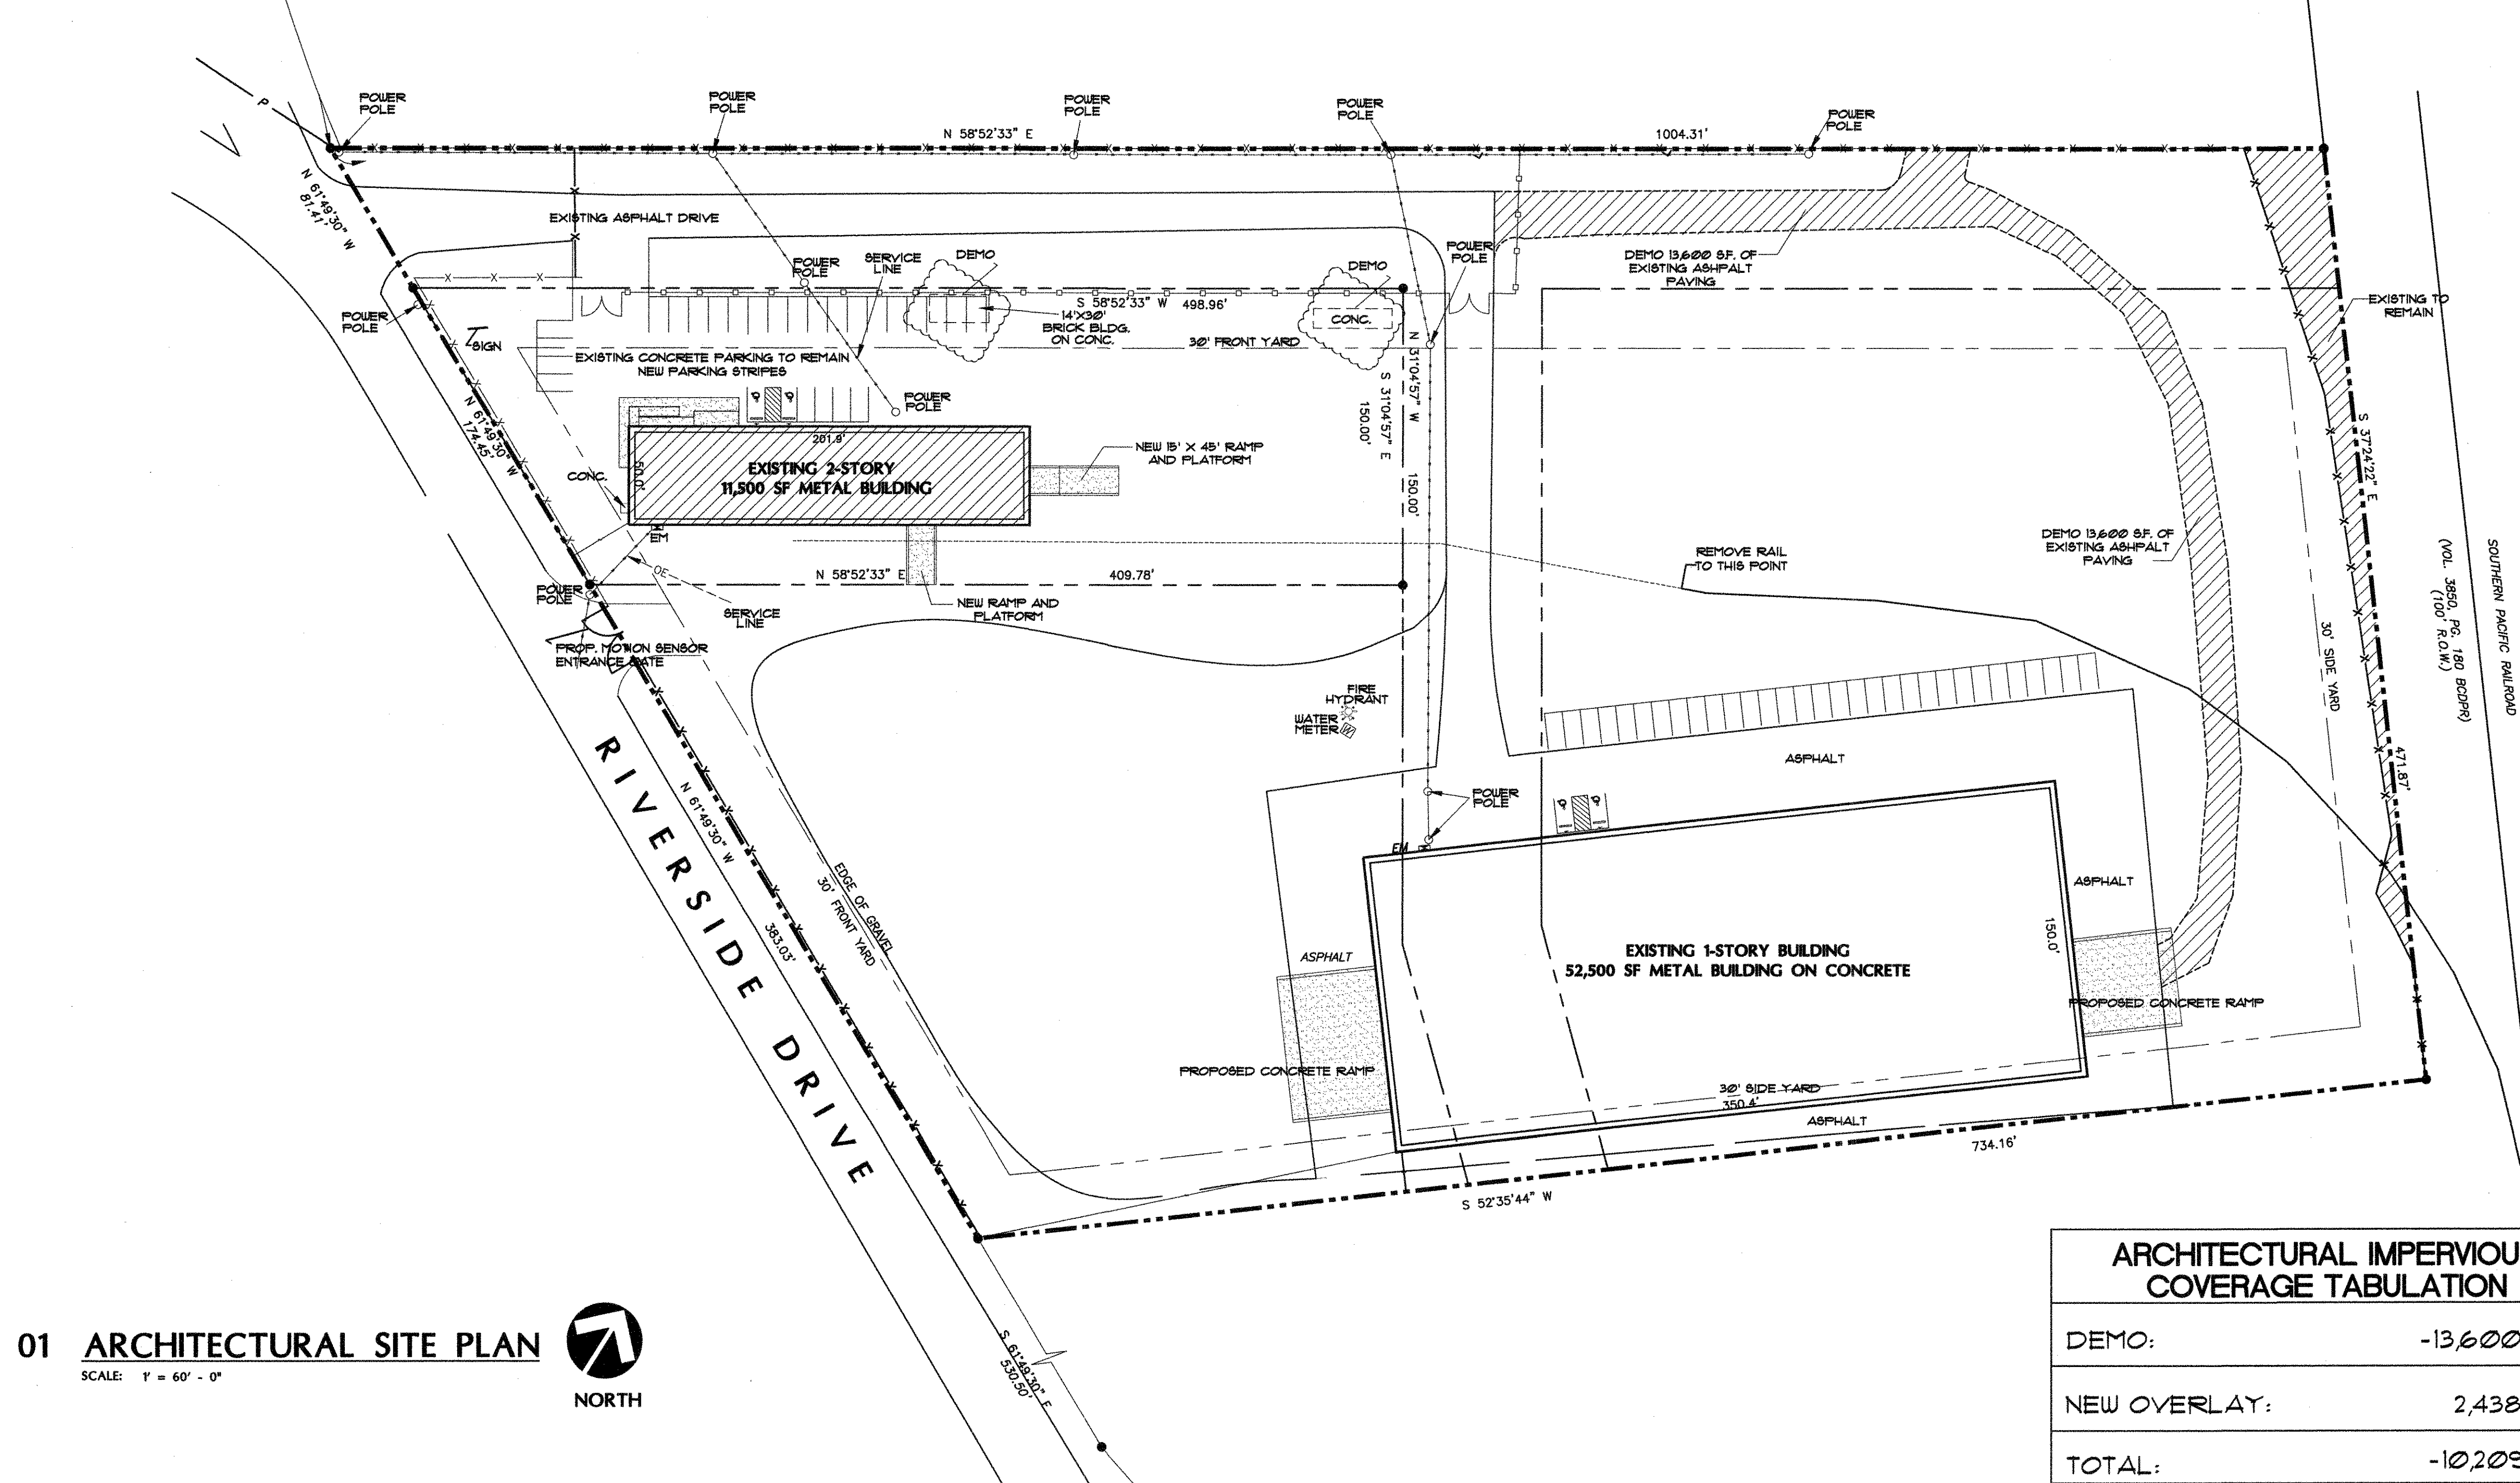 P
POWER
POLE
POWER
POLE
POWER
POLE
POWER
POLE
POWER
POLE
N 58°52'33" E
1004.31'
N 61°49'30" W
81.41'
EXISTING ASPHALT DRIVE
POWER
POLE
SERVICE
LINE
DEMO
DEMO
POWER
POLE
DEMO 13,600 S.F. OF
EXISTING ASHPALT
PAVING
EXISTING TO
REMAIN
S 58°52'33" W 498.96'
POWER
POLE
SIGN
14'X30'
BRICK BLDG.
ON CONC.
CONC.
30' FRONT YARD
EXISTING CONCRETE PARKING TO REMAIN
NEW PARKING STRIPES
N 31°04'57" W
150.00'
S 31°04'57" E
150.00'
POWER
POLE
N 61°49'30" W
174.45'
201.9'
50.0'
EXISTING 2-STORY
11,500 SF METAL BUILDING
NEW 15' X 45' RAMP
AND PLATFORM
CONC.
EM
OE
S 37°24'22" E
471.87'
SOUTHERN PACIFIC RAILROAD
(VOL. 3850, PG. 180 BCDPR)
(100' R.O.W.)
DEMO 13,600 S.F. OF
EXISTING ASHPALT
PAVING
REMOVE RAIL
TO THIS POINT
N 58°52'33" E
409.78'
POWER
POLE
SERVICE
LINE
NEW RAMP AND
PLATFORM
PROP. MOTION SENSOR
ENTRANCE GATE
30' SIDE YARD
FIRE
HYDRANT
WATER
METER
W
ASPHALT
RIVERSIDE DRIVE
N 61°49'30" W
383.03'
POWER
POLE
EM
EDGE OF GRAVEL
30' FRONT YARD
ASPHALT
150.0'
ASPHALT
EXISTING 1-STORY BUILDING
52,500 SF METAL BUILDING ON CONCRETE
PROPOSED CONCRETE RAMP
PROPOSED CONCRETE RAMP
30' SIDE YARD
350.4'
ASPHALT
734.16'
S 52°35'44" W
S 61°49'30" E
530.50'
01 ARCHITECTURAL SITE PLAN
SCALE: 1' = 60' - 0"
NORTH
ARCHITECTURAL IMPERVIOU
COVERAGE TABULATION
DEMO: -13,600
NEW OVERLAY: 2,438
TOTAL: -10,209